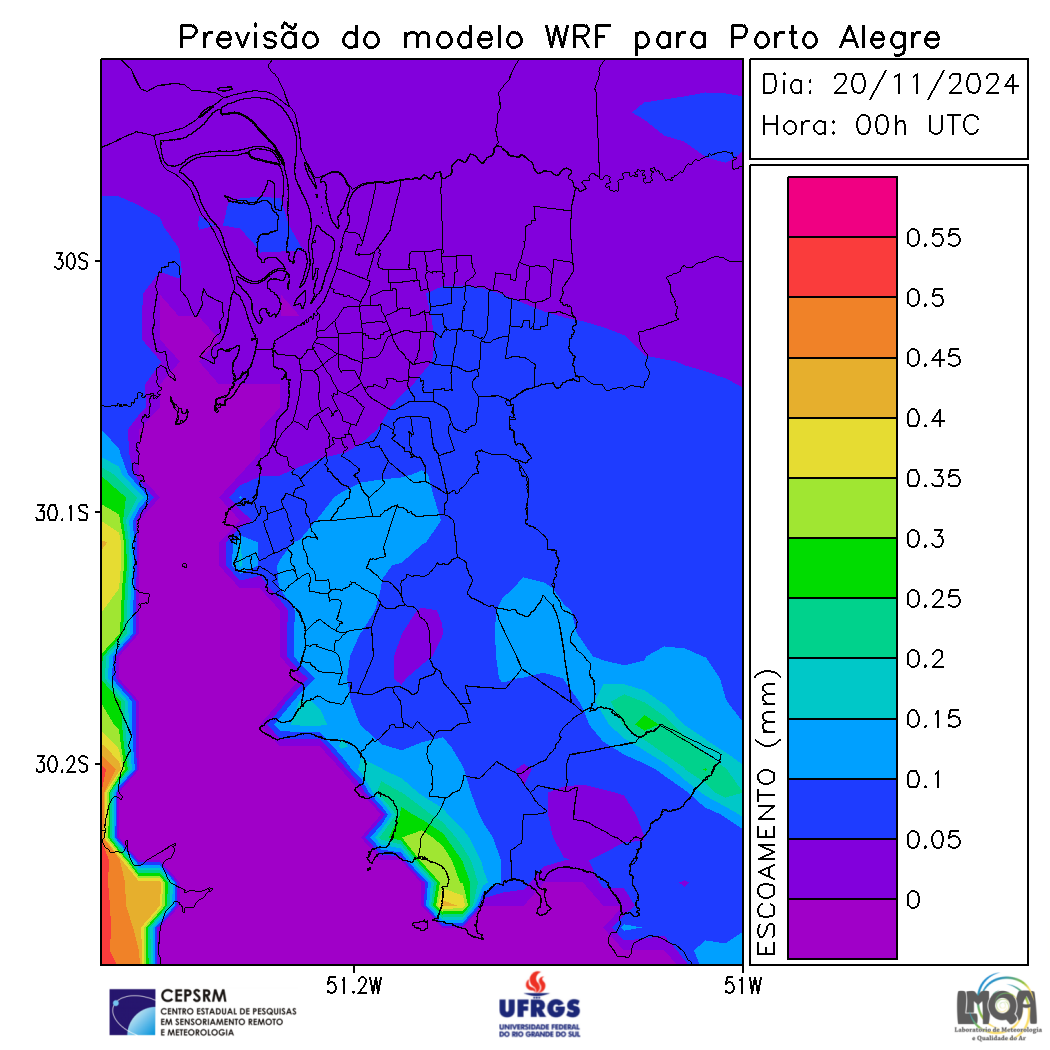 Previsão do modelo WRF para Porto Alegre
Dia: 20/11/2024
Hora: 00h UTC
30S
30.1S
30.2S
51.2W
51W
ESCOAMENTO (mm)
0.55
0.5
0.45
0.4
0.35
0.3
0.25
0.2
0.15
0.1
0.05
0
CEPSRM
CENTRO ESTADUAL DE PESQUISAS
EM SENSORIAMENTO REMOTO
E METEOROLOGIA
UFRGS
UNIVERSIDADE FEDERAL
DO RIO GRANDE DO SUL
LMQA
Laboratório de Meteorologia
e Qualidade do Ar